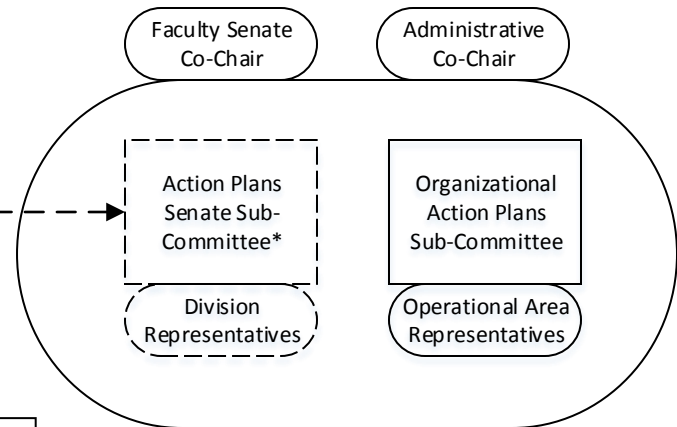 Faculty Senate
Co-Chair
Administrative
Co-Chair
Action Plans
Senate Sub-
Committee*
Organizational
Action Plans
Sub-Committee
Division
Representatives
Operational Area
Representatives